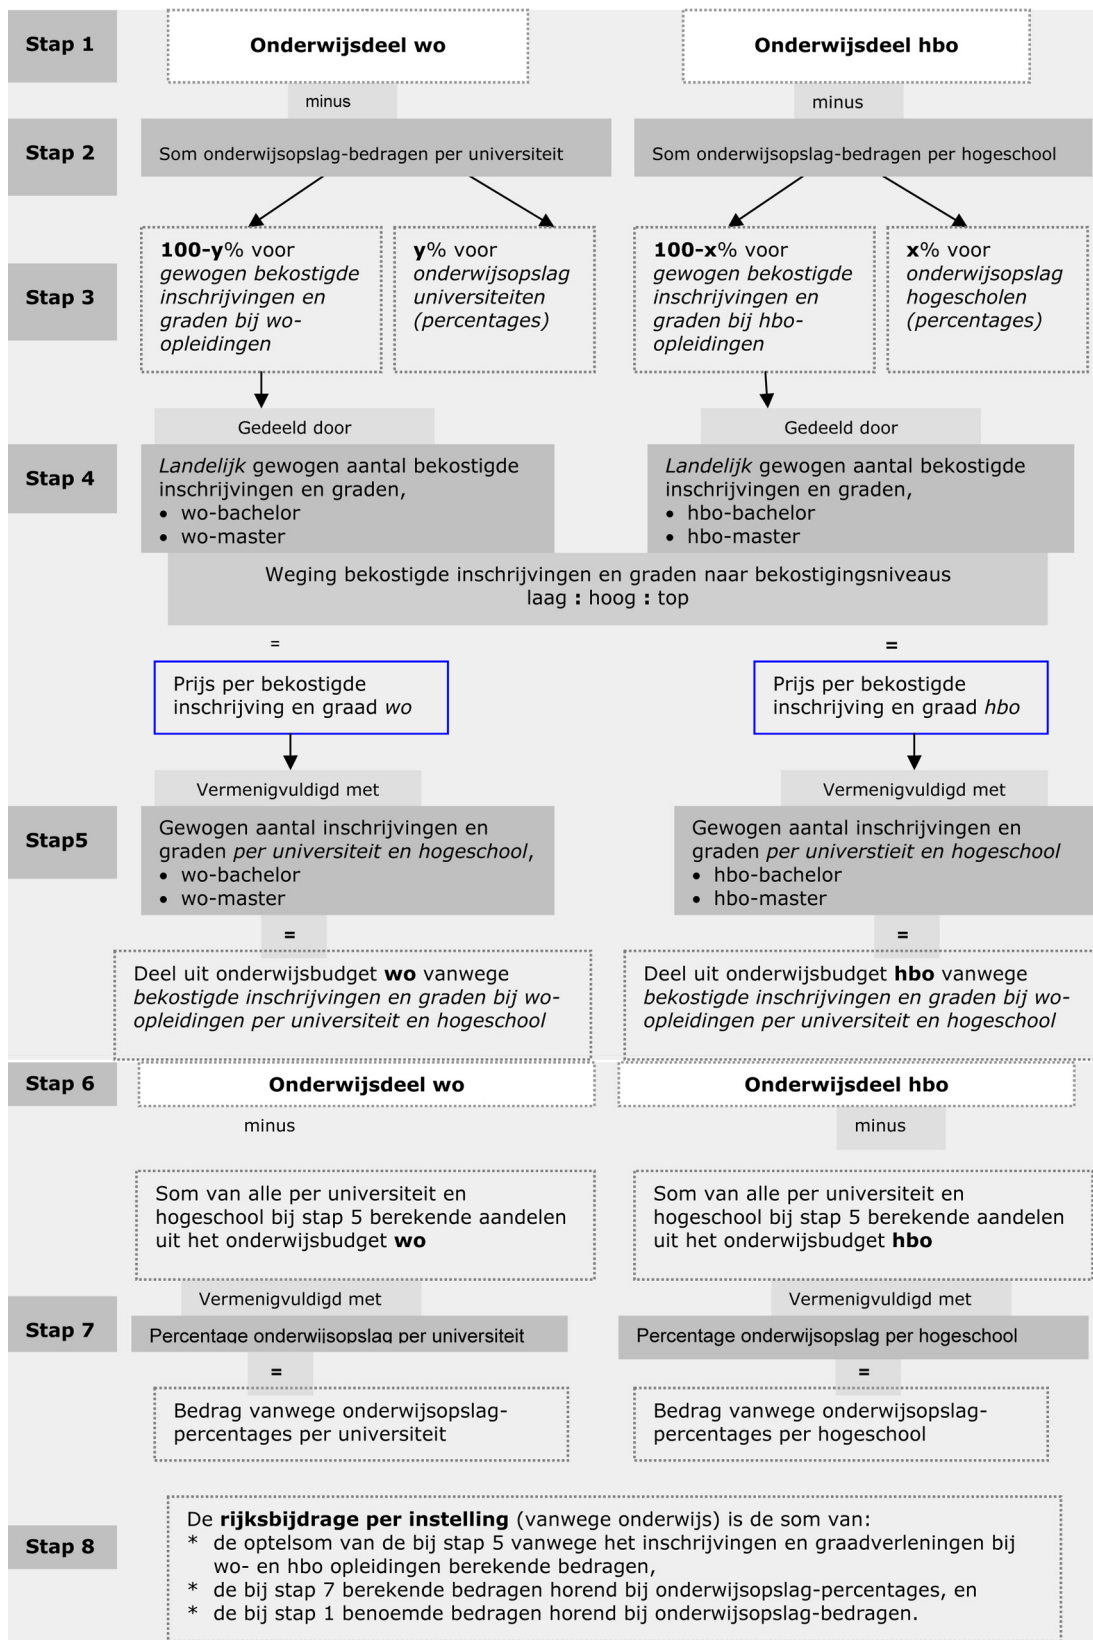 Stap 1
Onderwijsdeel wo
Onderwijsdeel hbo
minus
minus
Stap 2
Som onderwijsopslag-bedragen per universiteit
Som onderwijsopslag-bedragen per hogeschool
Stap 3
100-y% voor
gewogen bekostigde
inschrijvingen en
graden bij wo-
opleidingen
y% voor
onderwijsopslag
universiteiten
(percentages)
100-x% voor
gewogen bekostigde
inschrijvingen en
graden bij hbo-
opleidingen
x% voor
onderwijsopslag
hogescholen
(percentages)
Gedeeld door
Gedeeld door
Stap 4
Landelijk gewogen aantal bekostigde
inschrijvingen en graden,
• wo-bachelor
• wo-master
Landelijk gewogen aantal bekostigde
inschrijvingen en graden,
• hbo-bachelor
• hbo-master
Weging bekostigde inschrijvingen en graden naar bekostigingsniveaus
laag : hoog : top
=
=
Prijs per bekostigde
inschrijving en graad wo
Prijs per bekostigde
inschrijving en graad hbo
Vermenigvuldigd met
Vermenigvuldigd met
Stap5
Gewogen aantal inschrijvingen en
graden per universiteit en hogeschool,
• wo-bachelor
• wo-master
Gewogen aantal inschrijvingen en
graden per universtieit en hogeschool
• hbo-bachelor
• hbo-master
=
=
Deel uit onderwijsbudget wo vanwege
bekostigde inschrijvingen en graden bij wo-
opleidingen per universiteit en hogeschool
Deel uit onderwijsbudget hbo vanwege
bekostigde inschrijvingen en graden bij wo-
opleidingen per universiteit en hogeschool
Stap 6
Onderwijsdeel wo
Onderwijsdeel hbo
minus
minus
Som van alle per universiteit en
hogeschool bij stap 5 berekende aandelen
uit het onderwijsbudget wo
Som van alle per universiteit en
hogeschool bij stap 5 berekende aandelen
uit het onderwijsbudget hbo
Vermenigvuldigd met
Vermenigvuldigd met
Stap 7
Percentage onderwijsopslag per universiteit
Percentage onderwijsopslag per hogeschool
=
=
Bedrag vanwege onderwijsopslag-
percentages per universiteit
Bedrag vanwege onderwijsopslag-
percentages per hogeschool
Stap 8
De rijksbijdrage per instelling (vanwege onderwijs) is de som van:
* de optelsom van de bij stap 5 vanwege het inschrijvingen en graadverleningen bij
wo- en hbo opleidingen berekende bedragen,
* de bij stap 7 berekende bedragen horend bij onderwijsopslag-percentages, en
* de bij stap 1 benoemde bedragen horend bij onderwijsopslag-bedragen.